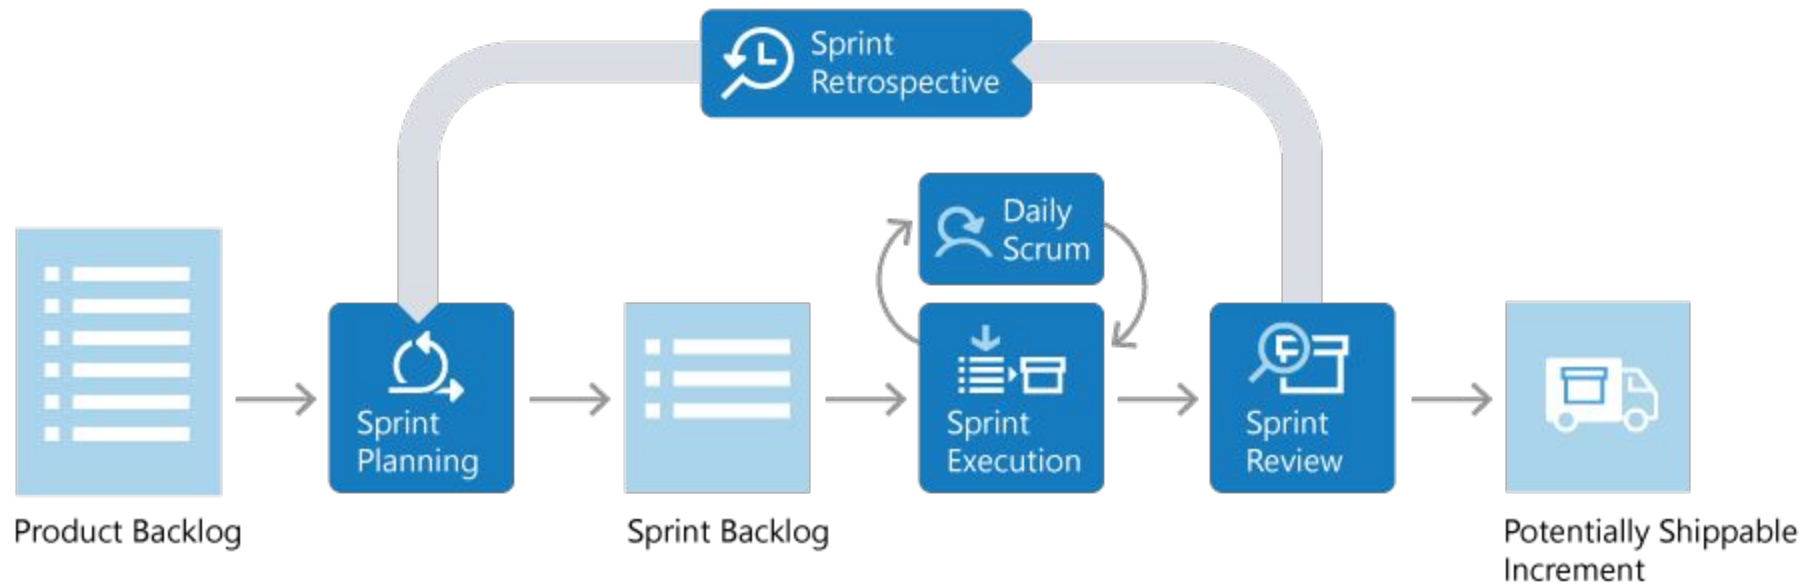 Sprint
Retrospective
Daily
Scrum
Sprint
Planning
Sprint
Execution
Sprint
Review
Product Backlog
Sprint Backlog
Potentially Shippable
Increment